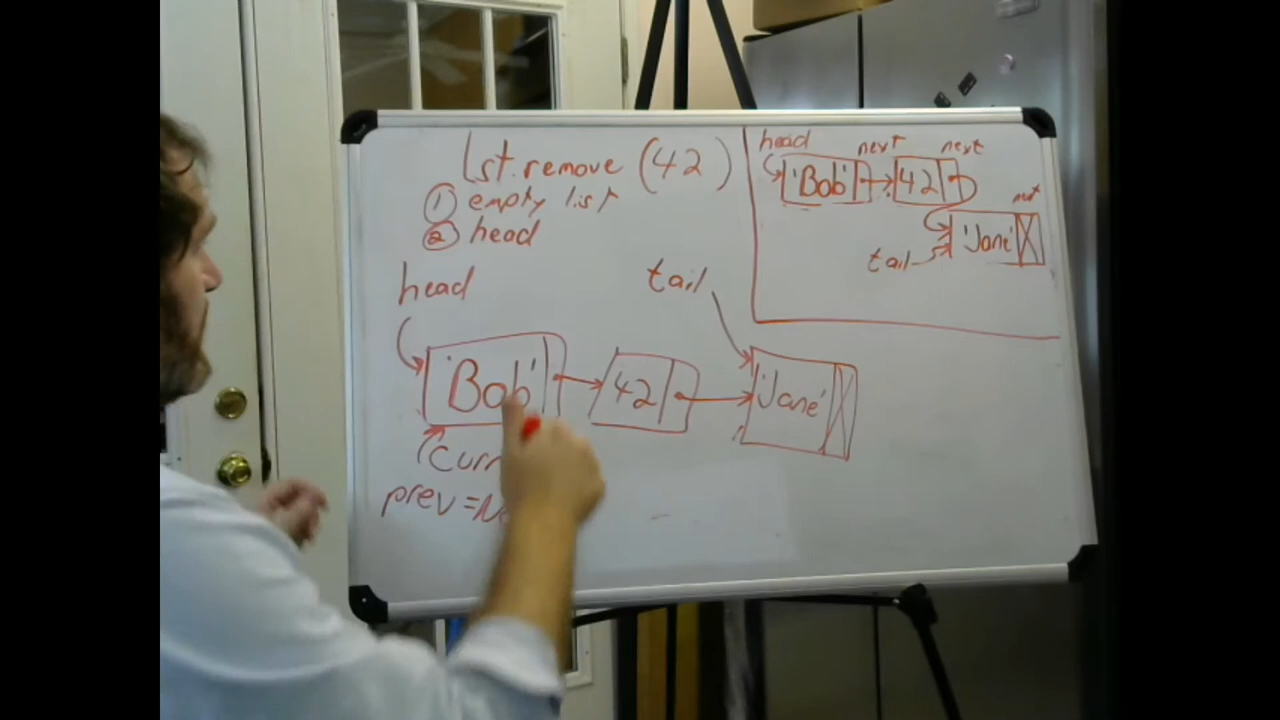 lst.remove (42)
① empty list
② head
head
tail
'Bob'
42
'Jane'
curr
prev =
head
next
next
'Bob'
42
'Jane'
tail